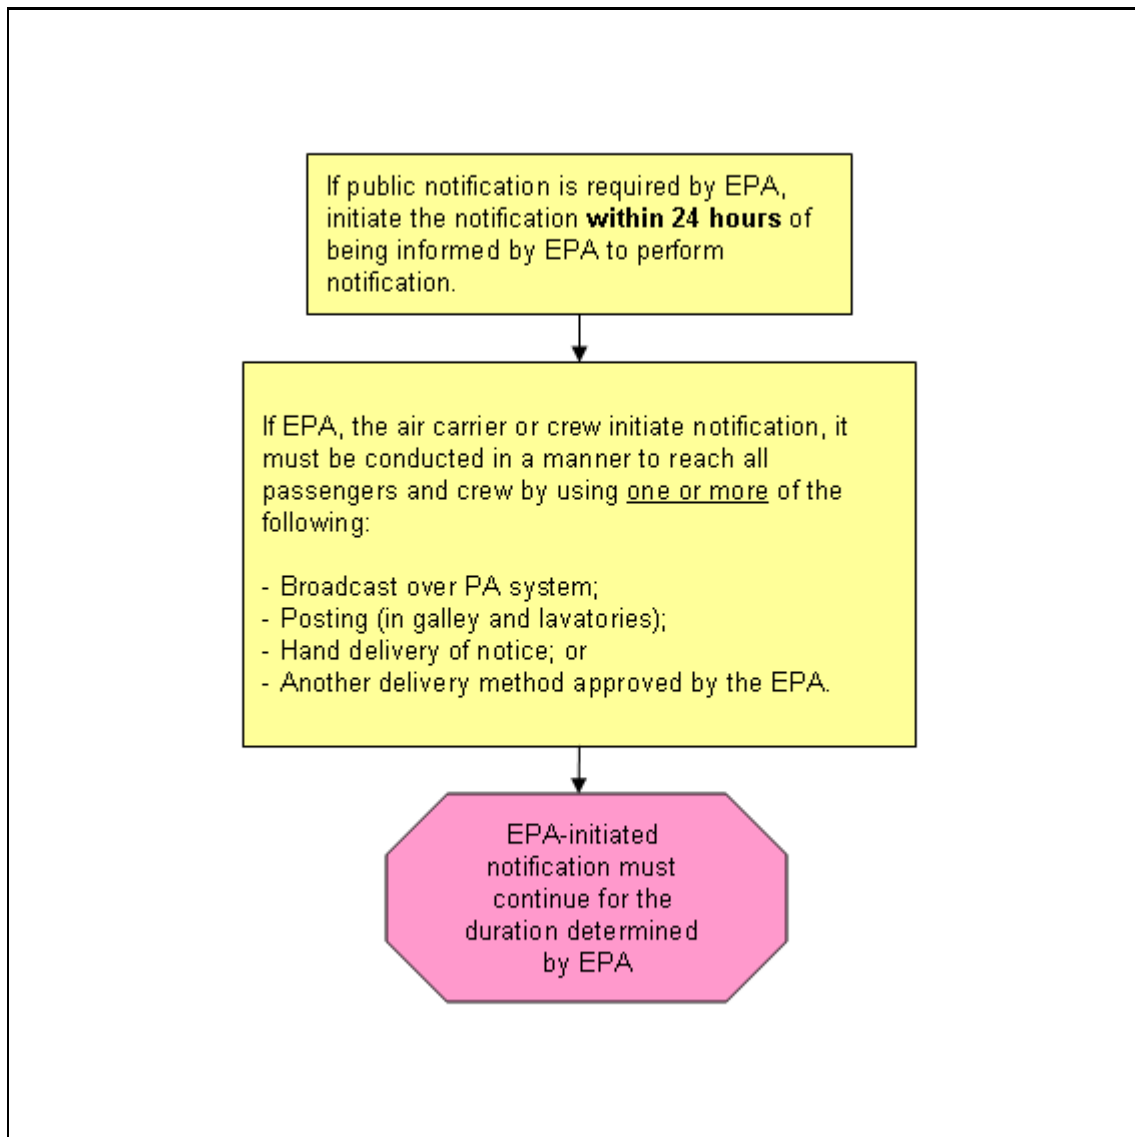 If public notification is required by EPA,
initiate the notification within 24 hours of
being informed by EPA to perform
notification.
If EPA, the air carrier or crew initiate notification, it
must be conducted in a manner to reach all
passengers and crew by using one or more of the
following:
- Broadcast over PA system;
- Posting (in galley and lavatories);
- Hand delivery of notice; or
- Another delivery method approved by the EPA.
EPA-initiated
notification must
continue for the
duration determined
by EPA